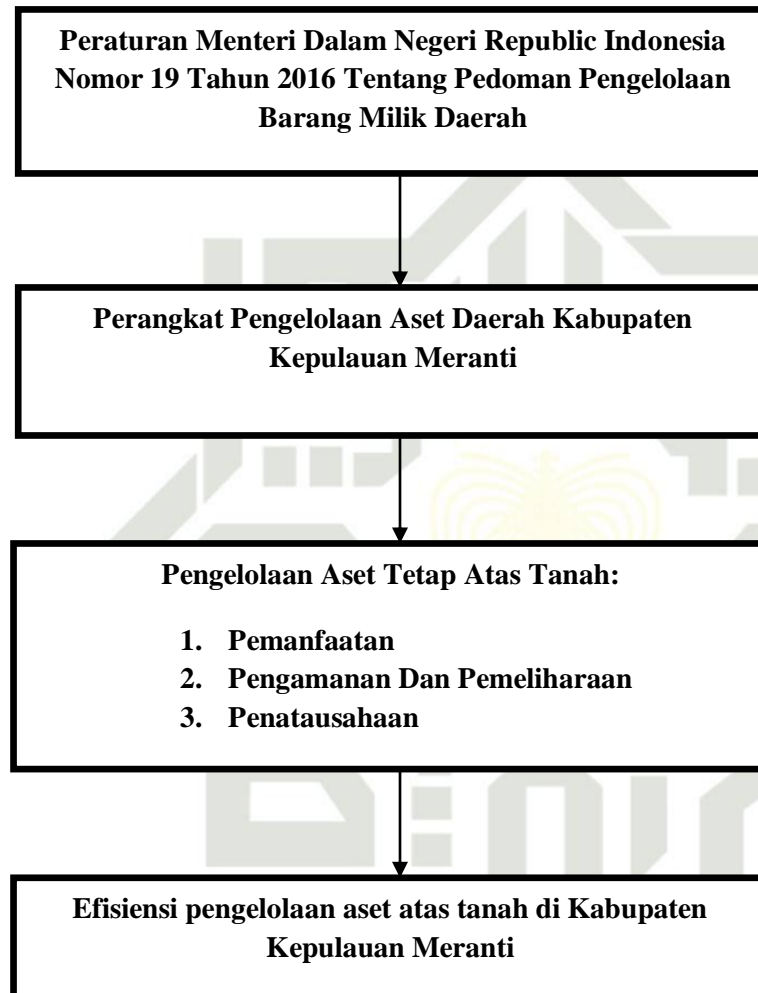 Peraturan Menteri Dalam Negeri Republic Indonesia
Nomor 19 Tahun 2016 Tentang Pedoman Pengelolaan
Barang Milik Daerah
Perangkat Pengelolaan Aset Daerah Kabupaten
Kepulauan Meranti
Pengelolaan Aset Tetap Atas Tanah:
1. Pemanfaatan
2. Pengamanan Dan Pemeliharaan
3. Penatausahaan
Efisiensi pengelolaan aset atas tanah di Kabupaten
Kepulauan Meranti